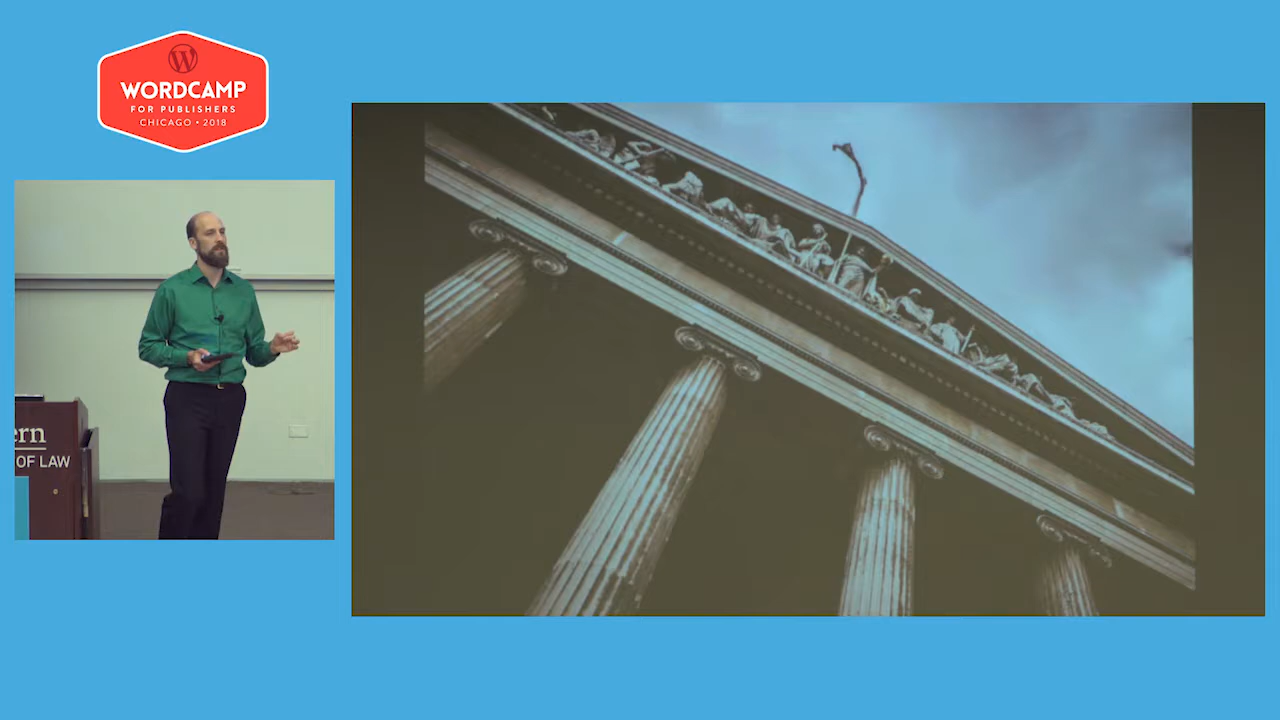 WORDCAMP
FOR PUBLISHERS
CHICAGO • 2018
ern
OF LAW